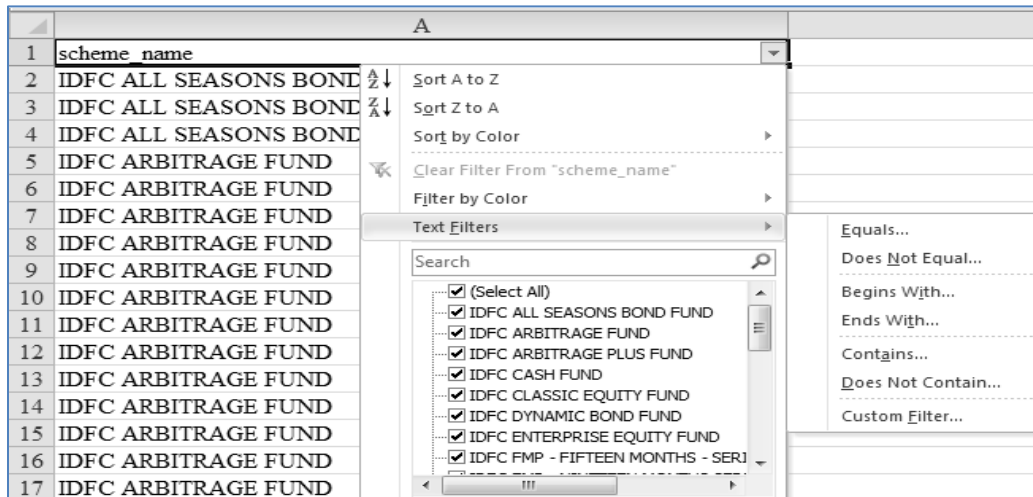 A
1 scheme_name
2 IDFC ALL SEASONS BOND
3 IDFC ALL SEASONS BOND
4 IDFC ALL SEASONS BOND
5 IDFC ARBITRAGE FUND
6 IDFC ARBITRAGE FUND
7 IDFC ARBITRAGE FUND
8 IDFC ARBITRAGE FUND
9 IDFC ARBITRAGE FUND
10 IDFC ARBITRAGE FUND
11 IDFC ARBITRAGE FUND
12 IDFC ARBITRAGE FUND
13 IDFC ARBITRAGE FUND
14 IDFC ARBITRAGE FUND
15 IDFC ARBITRAGE FUND
16 IDFC ARBITRAGE FUND
17 IDFC ARBITRAGE FUND
Sort A to Z
Sort Z to A
Sort by Color
Clear Filter From "scheme_name"
Filter by Color
Text Filters
Search
(Select All)
IDFC ALL SEASONS BOND FUND
IDFC ARBITRAGE FUND
IDFC ARBITRAGE PLUS FUND
IDFC CASH FUND
IDFC CLASSIC EQUITY FUND
IDFC DYNAMIC BOND FUND
IDFC ENTERPRISE EQUITY FUND
IDFC FMP - FIFTEEN MONTHS - SERI
Equals...
Does Not Equal...
Begins With...
Ends With...
Contains...
Does Not Contain...
Custom Filter...